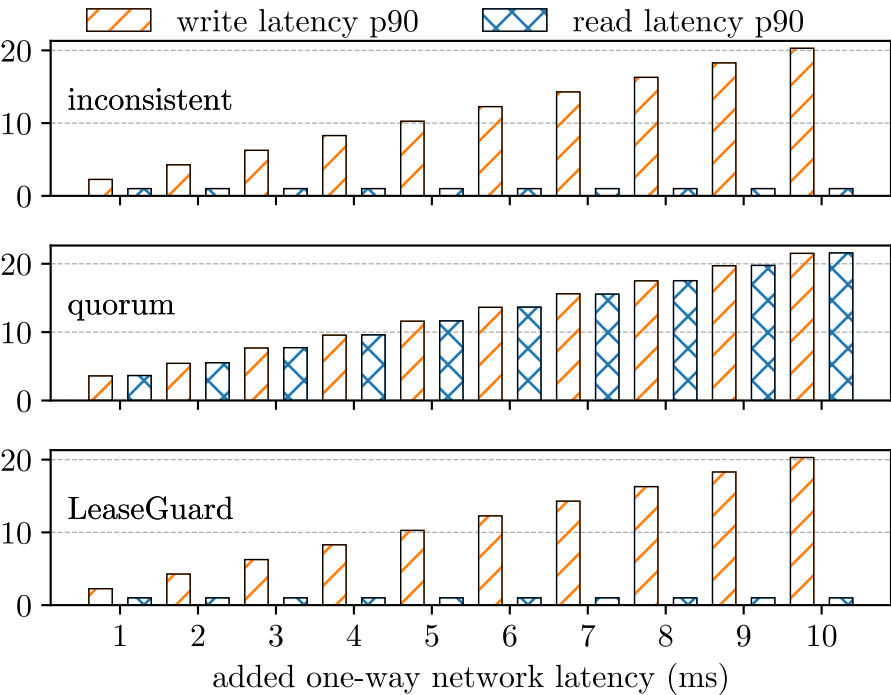 write latency p90 read latency p90
20
inconsistent
10
0
20
quorum
10
0
20
LeaseGuard
10
0
1 2 3 4 5 6 7 8 9 10
added one-way network latency (ms)